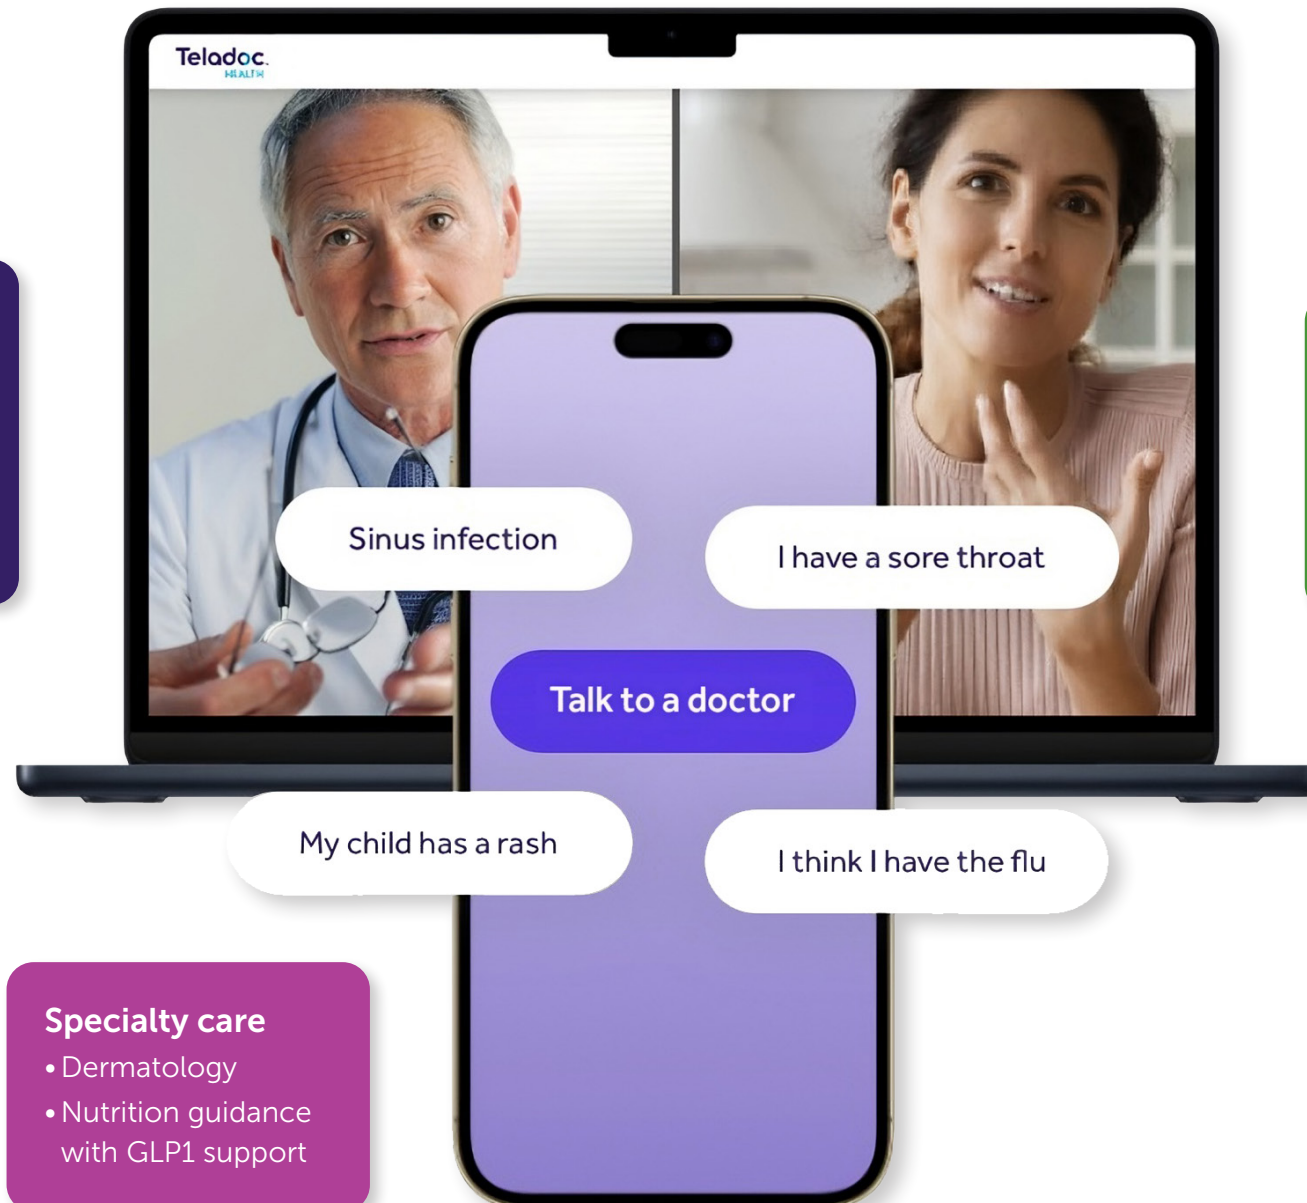 Teladoc.
HEALTH
Sinus infection
I have a sore throat
Talk to a doctor
My child has a rash
I think I have the flu
Specialty care
• Dermatology
• Nutrition guidance
with GLP1 support